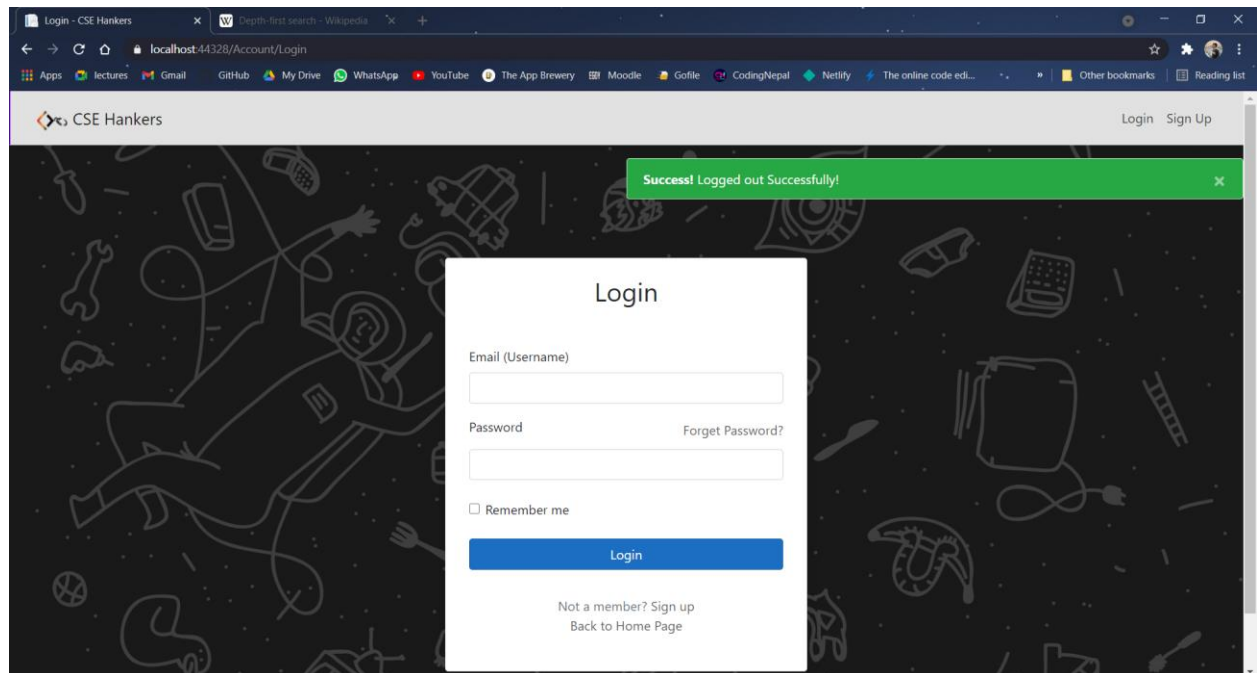 Login - CSE Hankers
Depth-first search - Wikipedia
localhost:44328/Account/Login
Apps lectures Gmail GitHub My Drive WhatsApp YouTube The App Brewery Moodle Gofile CodingNepal Netlify The online code edi... » Other bookmarks Reading list
CSE Hankers Login Sign Up
Success! Logged out Successfully!
Login
Email (Username)
Password Forget Password?
Remember me
Login
Not a member? Sign up
Back to Home Page